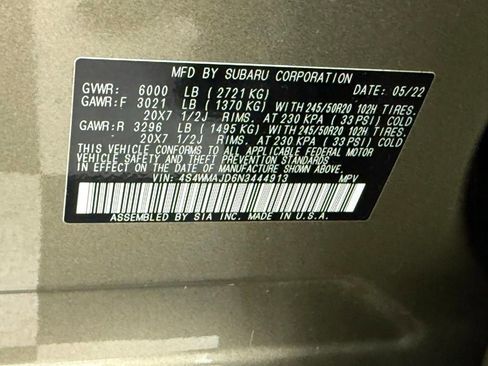 MFD BY SUBARU CORPORATION DATE: 05/22
GVWR: 6000 LB ( 2721 KG)
GAWR:F 3021 LB ( 1370 KG) WITH 245/50R20 102H TIRES.
20X7 1/2J RIMS. AT 230 KPA ( 33 PSI) COLD
GAWR:R 3296 LB ( 1495 KG) WITH 245/50R20 102H TIRES.
20X7 1/2J RIMS. AT 230 KPA ( 33 PSI) COLD
THIS VEHICLE CONFORMS TO ALL APPLICABLE FEDERAL MOTOR
VEHICLE SAFETY AND THEFT PREVENTION STANDARDS
IN EFFECT ON THE DATE OF MANUFACTURE SHOWN ABOVE.
VIN: 4S4WMAJD6N3444913 MPV
ASSEMBLED BY SIA INC. MADE IN U.S.A.